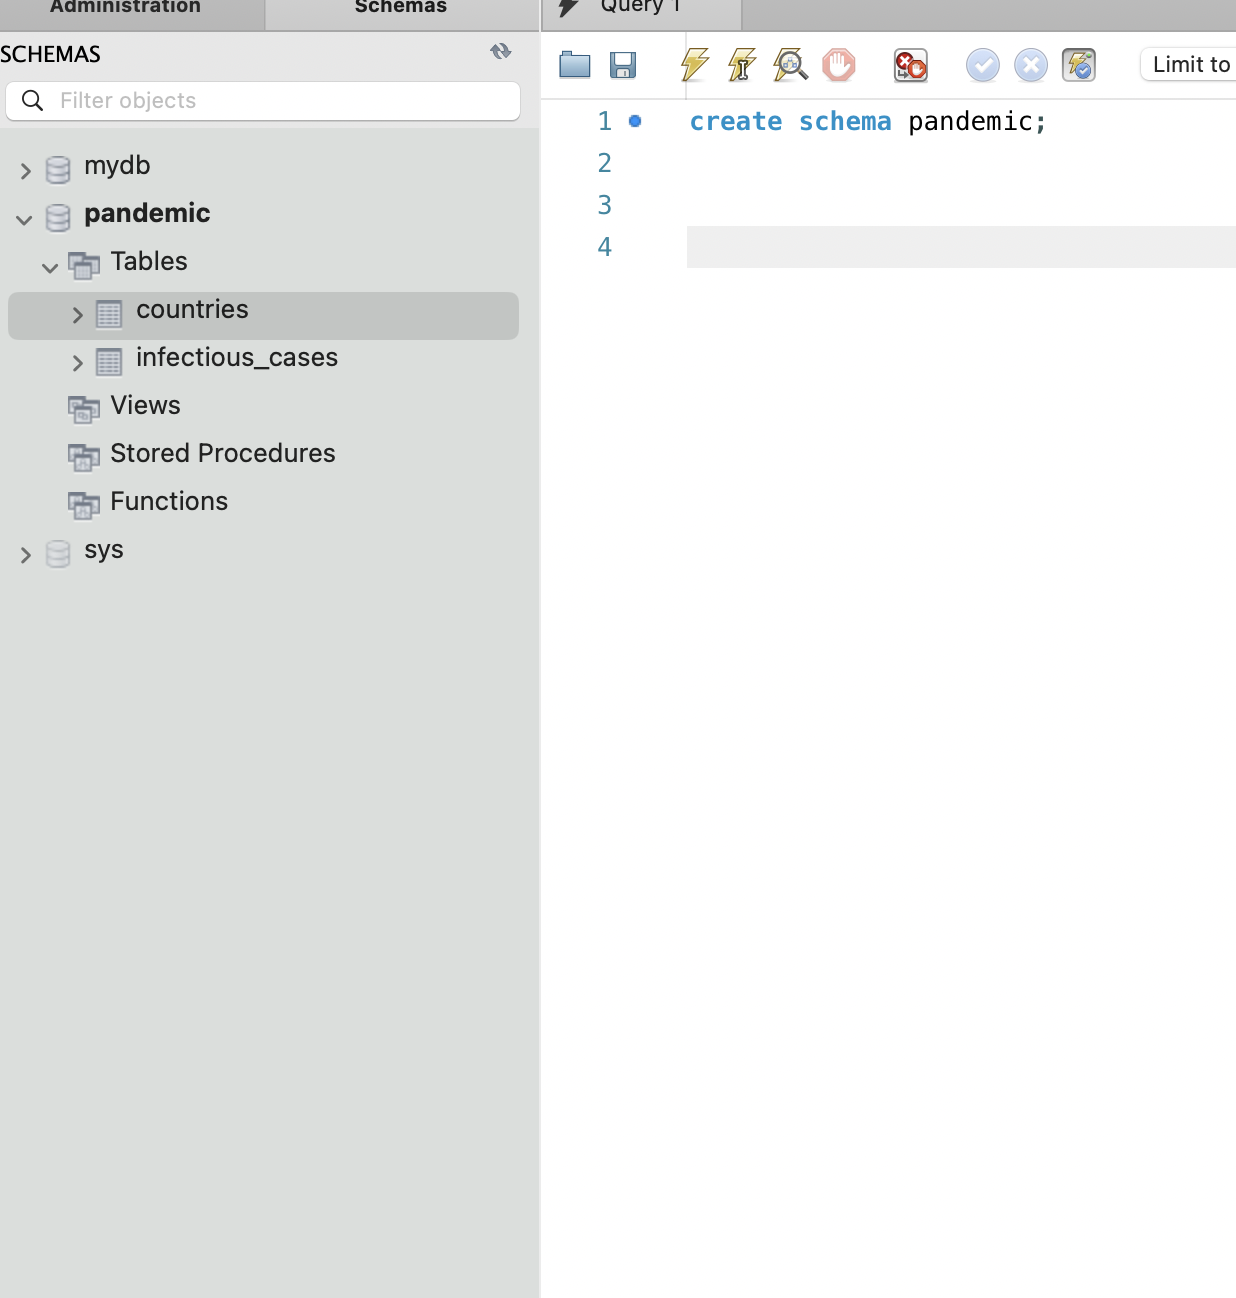 Administration
Schemas
Query 1
SCHEMAS
Filter objects
Limit to
mydb
pandemic
Tables
countries
infectious_cases
Views
Stored Procedures
Functions
sys
1
create schema pandemic;
2
3
4